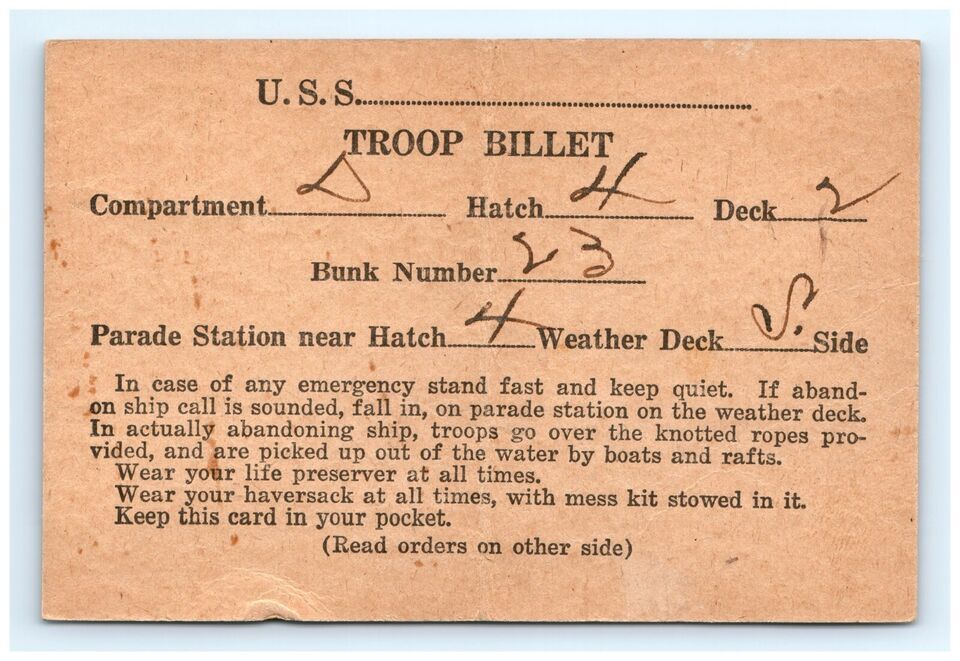 U. S. S.
TROOP BILLET
Compartment D Hatch 4 Deck 2
Bunk Number 23
Parade Station near Hatch 4 Weather Deck S. Side
In case of any emergency stand fast and keep quiet. If aband-
on ship call is sounded, fall in, on parade station on the weather deck.
In actually abandoning ship, troops go over the knotted ropes pro-
vided, and are picked up out of the water by boats and rafts.
Wear your life preserver at all times.
Wear your haversack at all times, with mess kit stowed in it.
Keep this card in your pocket.
(Read orders on other side)